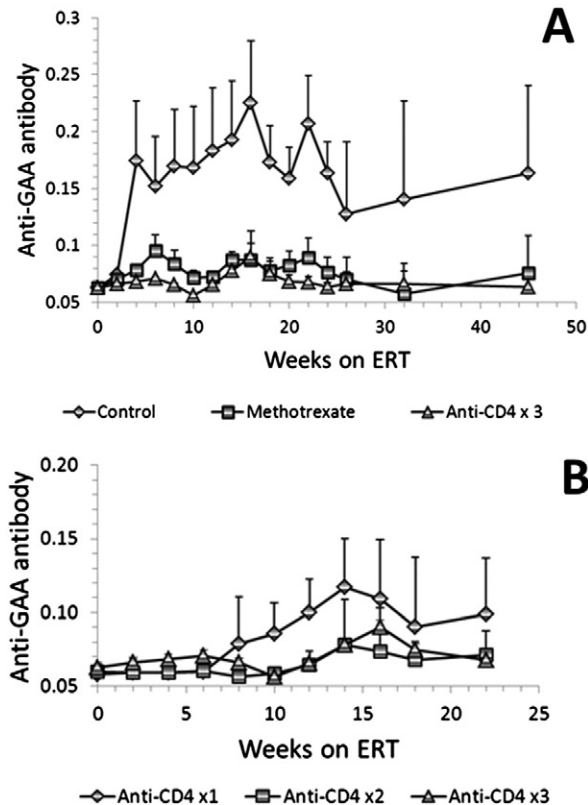 A
0.3
0.25
0.2
0.15
0.1
0.05
Anti-GAA antibody
0 10 20 30 40 50
Weeks on ERT
Control Methotrexate Anti-CD4 x 3
B
0.20
0.15
0.10
0.05
Anti-GAA antibody
0 5 10 15 20 25
Weeks on ERT
Anti-CD4 x1 Anti-CD4 x2 Anti-CD4 x3